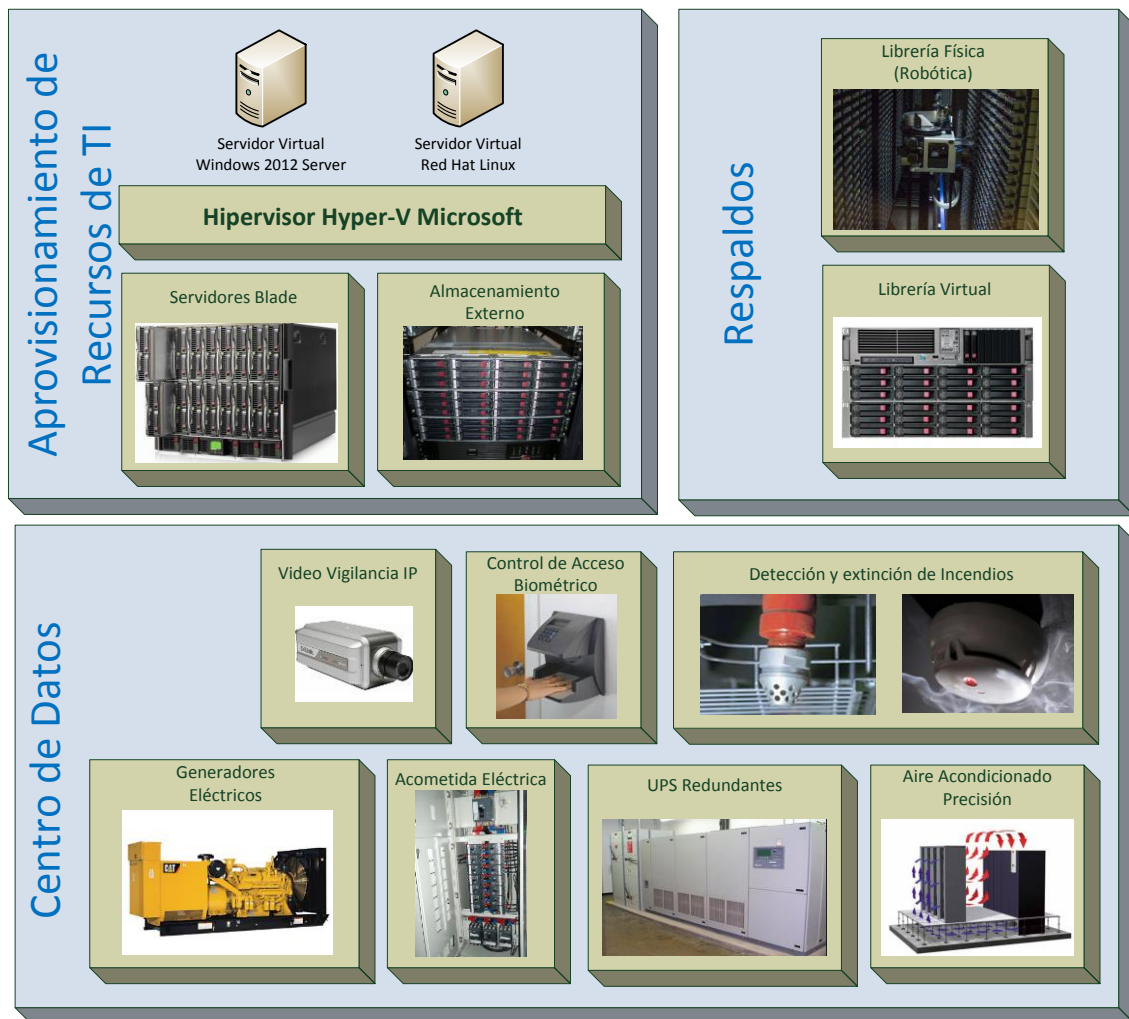 Aprovisionamiento de
Recursos de TI
Servidor Virtual
Windows 2012 Server
Servidor Virtual
Red Hat Linux
Hipervisor Hyper-V Microsoft
Servidores Blade
Almacenamiento
Externo
Respaldos
Librería Física
(Robótica)
Librería Virtual
Centro de Datos
Video Vigilancia IP
Control de Acceso
Biométrico
Detección y extinción de Incendios
Generadores
Eléctricos
CAT
Acometida Eléctrica
UPS Redundantes
Aire Acondicionado
Precisión